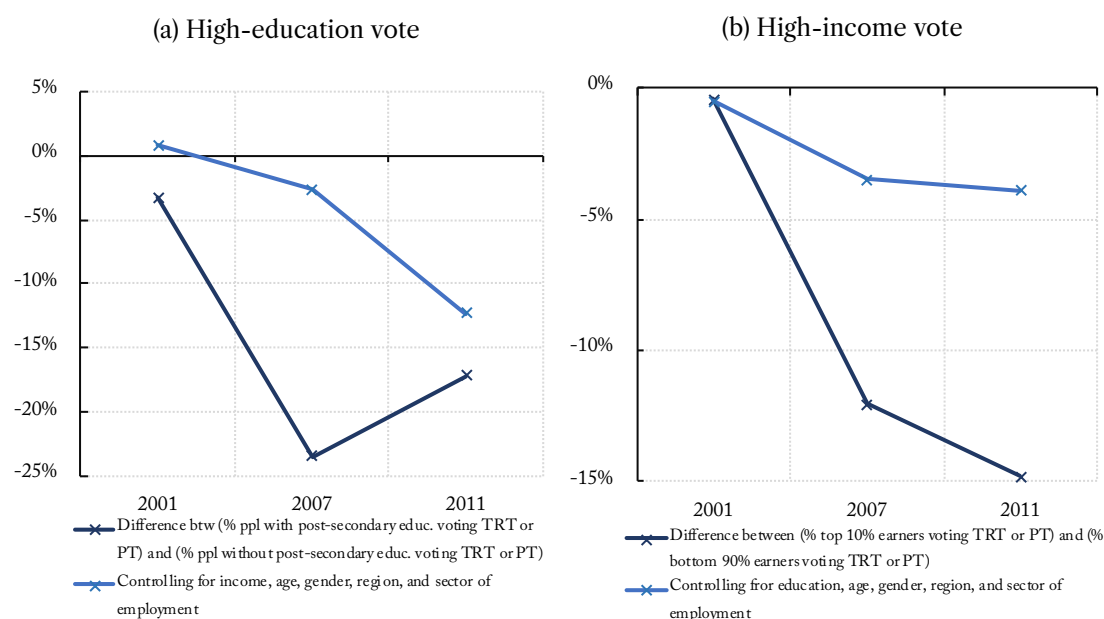 (a) High-education vote
5%
0%
-5%
-10%
-15%
-20%
-25%
2001 2007 2011
Difference btw (% ppl with post-secondary educ. voting TRT or
PT) and (% ppl without post-secondary educ. voting TRT or PT)
Controlling for income, age, gender, region, and sector of
employment
(b) High-income vote
0%
-5%
-10%
-15%
2001 2007 2011
Difference between (% top 10% earners voting TRT or PT) and (%
bottom 90% earners voting TRT or PT)
Controlling fror education, age, gender, region, and sector of
employment